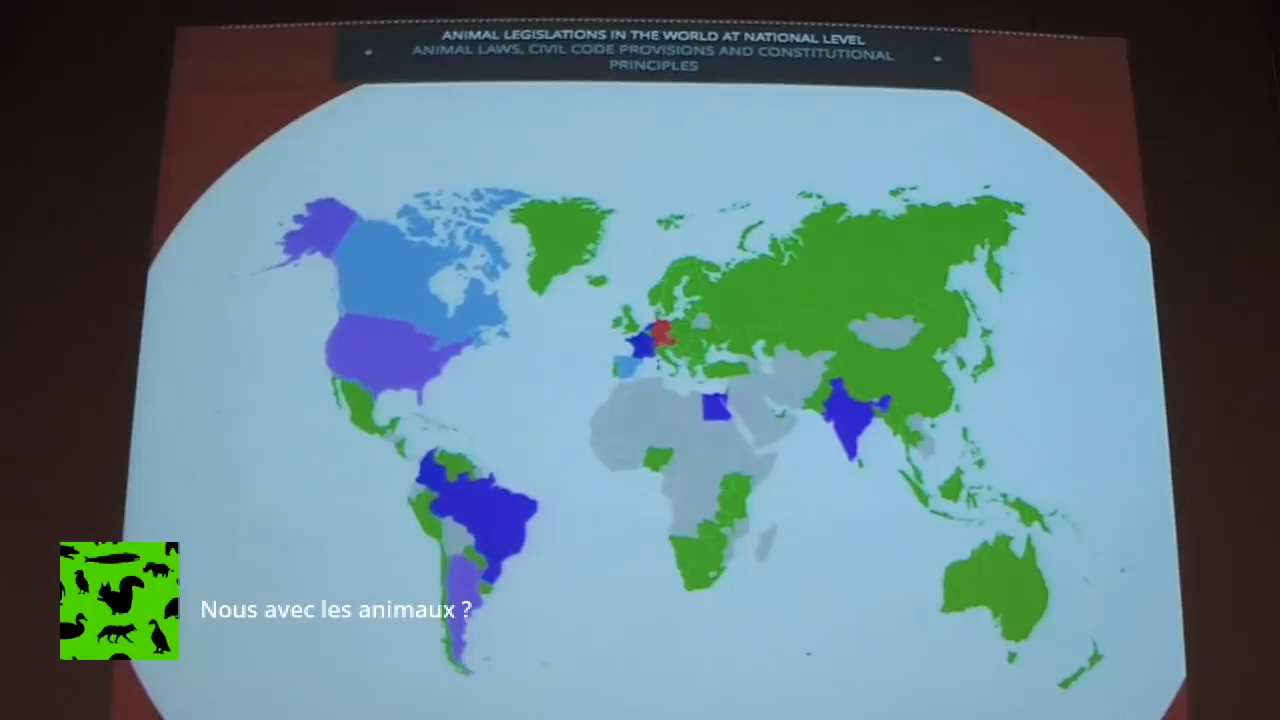 ANIMAL LEGISLATIONS IN THE WORLD AT NATIONAL LEVEL
ANIMAL LAWS, CIVIL CODE PROVISIONS AND CONSTITUTIONAL
PRINCIPLES
Nous avec les animaux ?